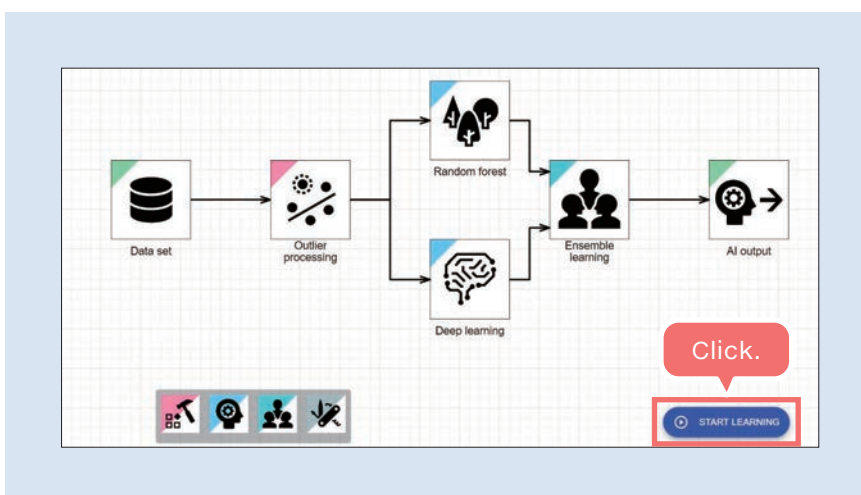 Random forest
Data set
Outlier
processing
Ensemble
learning
AI output
Deep learning
Click.
START LEARNING